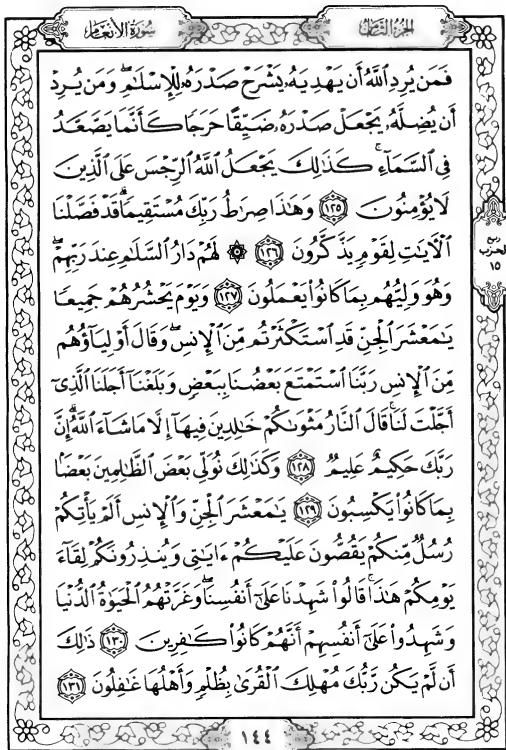 الجزء الثامن
سورة الأنعام
فَمَن يُرِدِ ٱللَّهُ أَن يَهْدِيَهُۥ يَشْرَحْ صَدْرَهُۥ لِلْإِسْلَٰمِ ۖ وَمَن يُرِدْ
أَن يُضِلَّهُۥ يَجْعَلْ صَدْرَهُۥ ضَيِّقًا حَرَجًا كَأَنَّمَا يَصَّعَّدُ
فِى ٱلسَّمَآءِ ۚ كَذَٰلِكَ يَجْعَلُ ٱللَّهُ ٱلرِّجْسَ عَلَى ٱلَّذِينَ
لَا يُؤْمِنُونَ ١٢٥ وَهَٰذَا صِرَٰطُ رَبِّكَ مُسْتَقِيمًا ۗ قَدْ فَصَّلْنَا
ٱلْءَايَٰتِ لِقَوْمٍ يَذَّكَّرُونَ ١٢٦ ۞ لَهُمْ دَارُ ٱلسَّلَٰمِ عِندَ رَبِّهِمْ ۖ
وَهُوَ وَلِيُّهُم بِمَا كَانُوا۟ يَعْمَلُونَ ١٢٧ وَيَوْمَ يَحْشُرُهُمْ جَمِيعًا
يَٰمَعْشَرَ ٱلْجِنِّ قَدِ ٱسْتَكْثَرْتُم مِّنَ ٱلْإِنسِ ۖ وَقَالَ أَوْلِيَآؤُهُم
مِّنَ ٱلْإِنسِ رَبَّنَا ٱسْتَمْتَعَ بَعْضُنَا بِبَعْضٍ وَبَلَغْنَآ أَجَلَنَا ٱلَّذِىٓ
أَجَّلْتَ لَنَا ۚ قَالَ ٱلنَّارُ مَثْوَىٰكُمْ خَٰلِدِينَ فِيهَآ إِلَّا مَا شَآءَ ٱللَّهُ ۗ إِنَّ
رَبَّكَ حَكِيمٌ عَلِيمٌ ١٢٨ وَكَذَٰلِكَ نُوَلِّى بَعْضَ ٱلظَّٰلِمِينَ بَعْضًۢا
بِمَا كَانُوا۟ يَكْسِبُونَ ١٢٩ يَٰمَعْشَرَ ٱلْجِنِّ وَٱلْإِنسِ أَلَمْ يَأْتِكُمْ
رُسُلٌ مِّنكُمْ يَقُصُّونَ عَلَيْكُمْ ءَايَٰتِى وَيُنذِرُونَكُمْ لِقَآءَ
يَوْمِكُمْ هَٰذَا ۚ قَالُوا۟ شَهِدْنَا عَلَىٰٓ أَنفُسِنَا ۖ وَغَرَّتْهُمُ ٱلْحَيَوٰةُ ٱلدُّنْيَا
وَشَهِدُوا۟ عَلَىٰٓ أَنفُسِهِمْ أَنَّهُمْ كَانُوا۟ كَٰفِرِينَ ١٣٠ ذَٰلِكَ
أَن لَّمْ يَكُن رَّبُّكَ مُهْلِكَ ٱلْقُرَىٰ بِظُلْمٍ وَأَهْلُهَا غَٰفِلُونَ ١٣١
ربع
الحزب
١٥
١٤٤